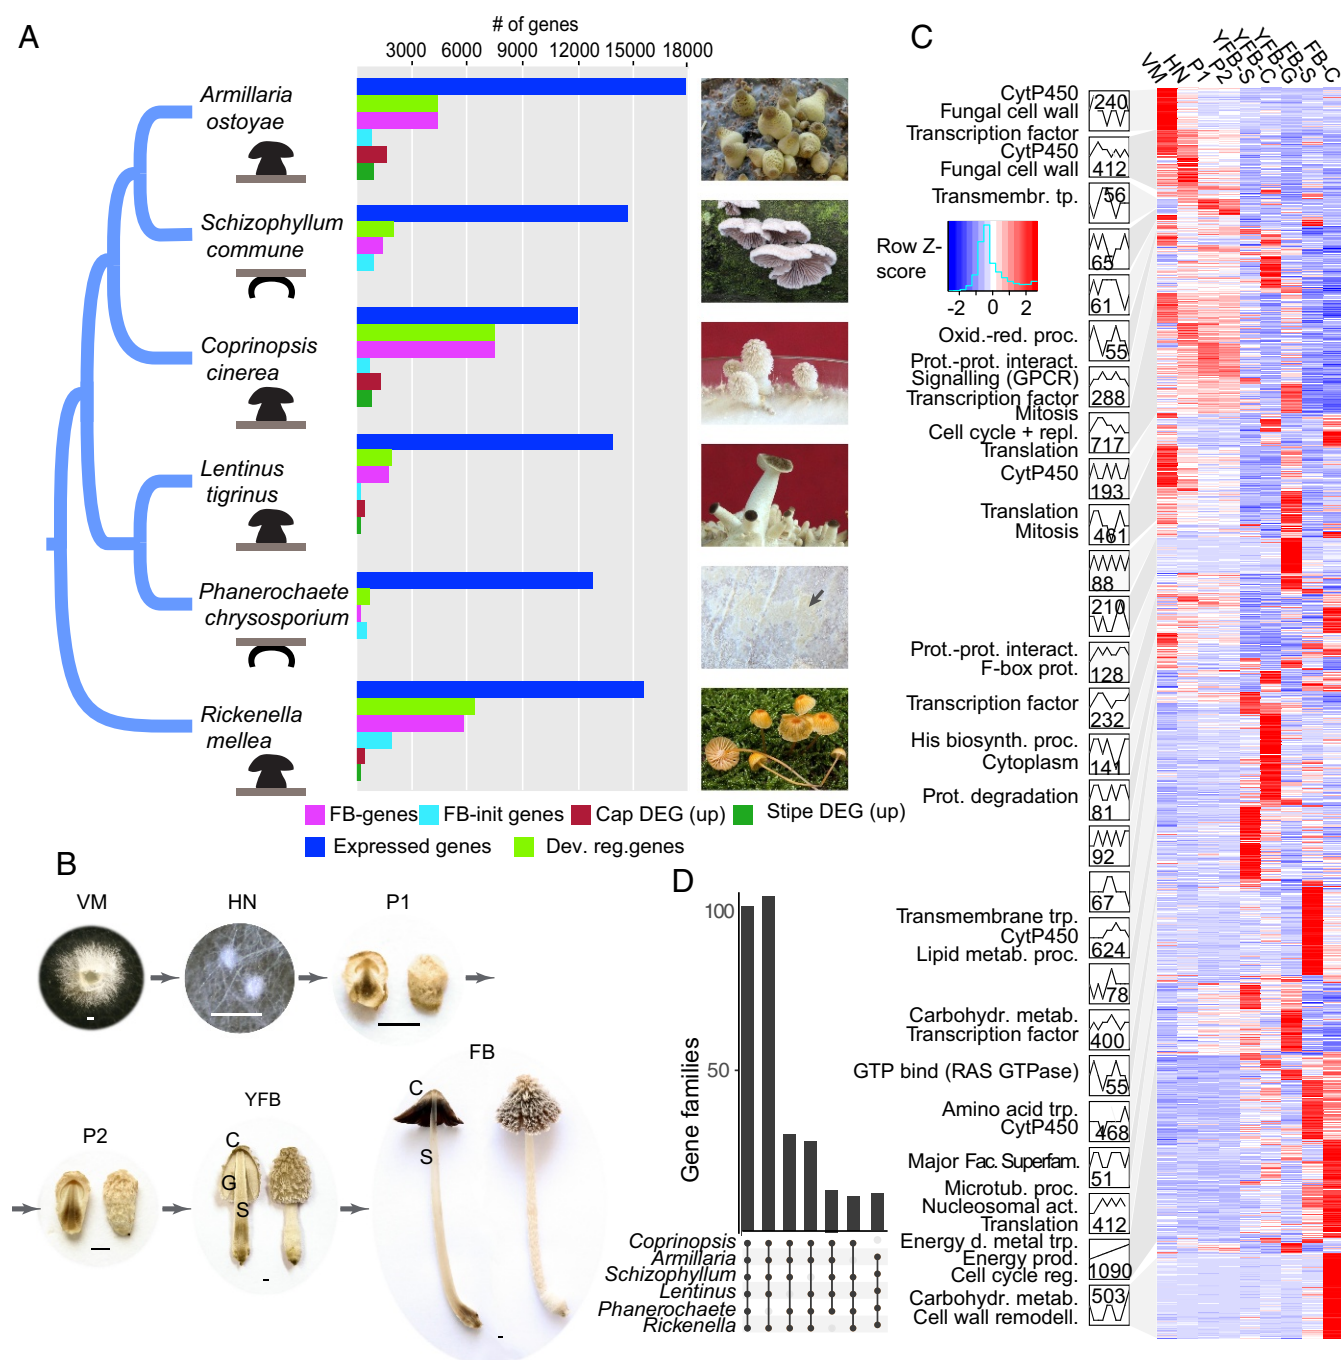 A
# of genes
3000 6000 9000 12000 15000 18000
Armillaria
ostoyae
Schizophyllum
commune
Coprinopsis
cinerea
Lentinus
tigrinus
Phanerochaete
chrysosporium
Rickenella
mellea
FB-genes FB-init genes Cap DEG (up) Stipe DEG (up)
Expressed genes Dev. reg.genes
B
VM HN P1
P2 YFB FB
C
G
S
C
S
C
VM HN P1 P2 YFB-S YFB-C YFB-G FB-S FB-C
Row Z-
score
-2 0 2
CytP450
Fungal cell wall
240
Transcription factor
CytP450
Fungal cell wall
412
Transmembr. tp.
56
65
61
Oxid.-red. proc.
55
Prot.-prot. interact.
Signalling (GPCR)
Transcription factor
288
Mitosis
Cell cycle + repl.
Translation
717
CytP450
193
Translation
Mitosis
461
88
210
Prot.-prot. interact.
F-box prot.
128
Transcription factor
232
His biosynth. proc.
Cytoplasm
141
Prot. degradation
81
92
67
Transmembrane trp.
CytP450
Lipid metab. proc.
624
78
Carbohydr. metab.
Transcription factor
400
GTP bind (RAS GTPase)
55
Amino acid trp.
CytP450
468
Major Fac. Superfam.
51
Microtub. proc.
Nucleosomal act.
Translation
412
Energy d. metal trp.
Energy prod.
Cell cycle reg.
1090
Carbohydr. metab.
Cell wall remodell.
503
D
Gene families
100
50
Coprinopsis
Armillaria
Schizophyllum
Lentinus
Phanerochaete
Rickenella